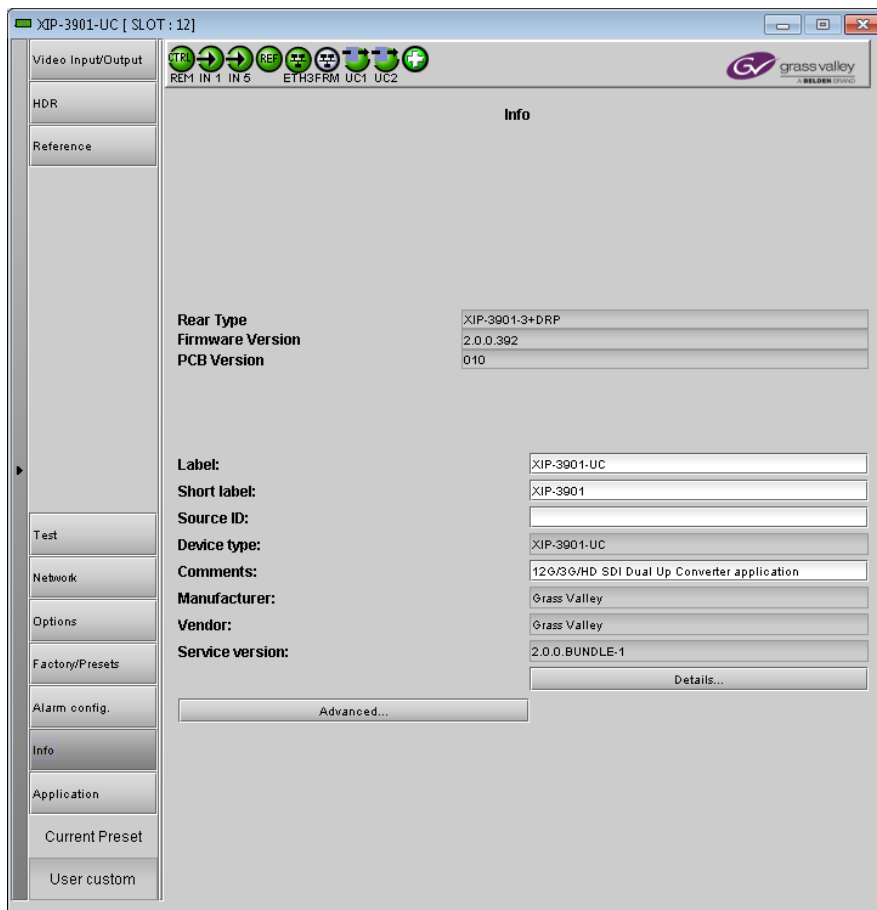 XIP-3901-UC [ SLOT : 12]
Video Input/Output
HDR
Reference
CTRL REF
REM IN 1 IN 5 ETH3FRM UC1 UC2
GV grass valley
A BELDEN BRAND
Info
Rear Type XIP-3901-3+DRP
Firmware Version 2.0.0.392
PCB Version 010
Label: XIP-3901-UC
Short label: XIP-3901
Source ID:
Device type: XIP-3901-UC
Comments: 12G/3G/HD SDI Dual Up Converter application
Manufacturer: Grass Valley
Vendor: Grass Valley
Service version: 2.0.0.BUNDLE-1
Details...
Advanced...
Test
Network
Options
Factory/Presets
Alarm config.
Info
Application
Current Preset
User custom